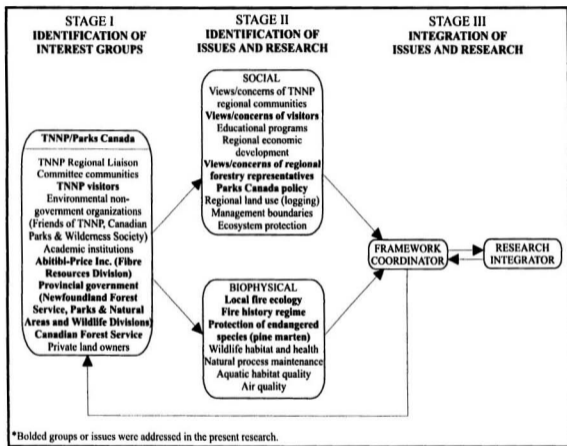 STAGE I
IDENTIFICATION OF
INTEREST GROUPS
STAGE II
IDENTIFICATION OF
ISSUES AND RESEARCH
STAGE III
INTEGRATION OF
ISSUES AND RESEARCH
TNNP/Parks Canada
TNNP Regional Liaison
Committee communities
TNNP visitors
Environmental non-
government organizations
(Friends of TNNP, Canadian
Parks & Wilderness Society)
Academic institutions
Abitibi-Price Inc. (Fibre
Resources Division)
Provincial government
(Newfoundland Forest
Service, Parks & Natural
Areas and Wildlife Divisions)
Canadian Forest Service
Private land owners
SOCIAL
Views/concerns of TNNP
regional communities
Views/concerns of visitors
Educational programs
Regional economic
development
Views/concerns of regional
forestry representatives
Parks Canada policy
Regional land use (logging)
Management boundaries
Ecosystem protection
BIOPHYSICAL
Local fire ecology
Fire history regime
Protection of endangered
species (pine marten)
Wildlife habitat and health
Natural process maintenance
Aquatic habitat quality
Air quality
FRAMEWORK
COORDINATOR
RESEARCH
INTEGRATOR
*Bolded groups or issues were addressed in the present research.